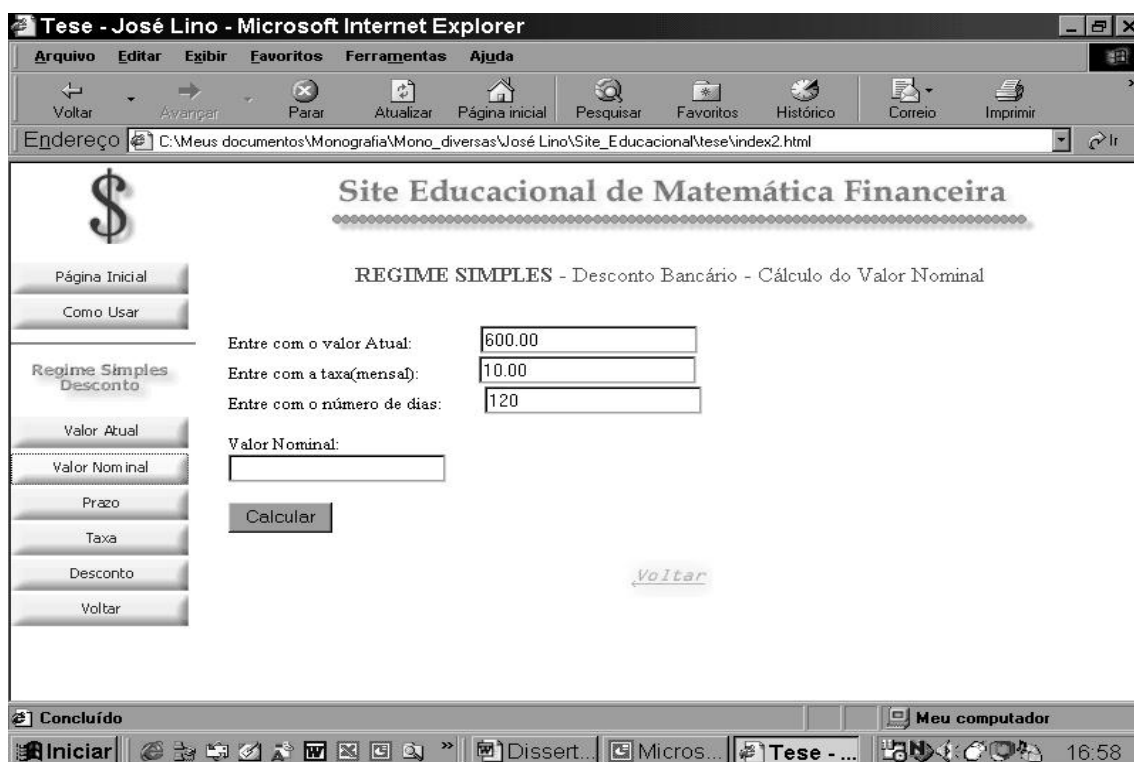 Tese - José Lino - Microsoft Internet Explorer
Arquivo Editar Exibir Favoritos Ferramentas Ajuda
Voltar Avançar Parar Atualizar Página inicial Pesquisar Favoritos Histórico Correio Imprimir »
Endereço C:\Meus documentos\Monografia\Mono_diversas\José Lino\Site_Educacional\tese\index2.html Ir
$
Site Educacional de Matemática Financeira
Página Inicial
Como Usar
Regime Simples
Desconto
Valor Atual
Valor Nominal
Prazo
Taxa
Desconto
Voltar
REGIME SIMPLES - Desconto Bancário - Cálculo do Valor Nominal
Entre com o valor Atual: 600.00
Entre com a taxa(mensal): 10.00
Entre com o número de dias: 120
Valor Nominal:
Calcular
Voltar
Concluído Meu computador
Iniciar » Dissert... Micros... Tese - ... 16:58